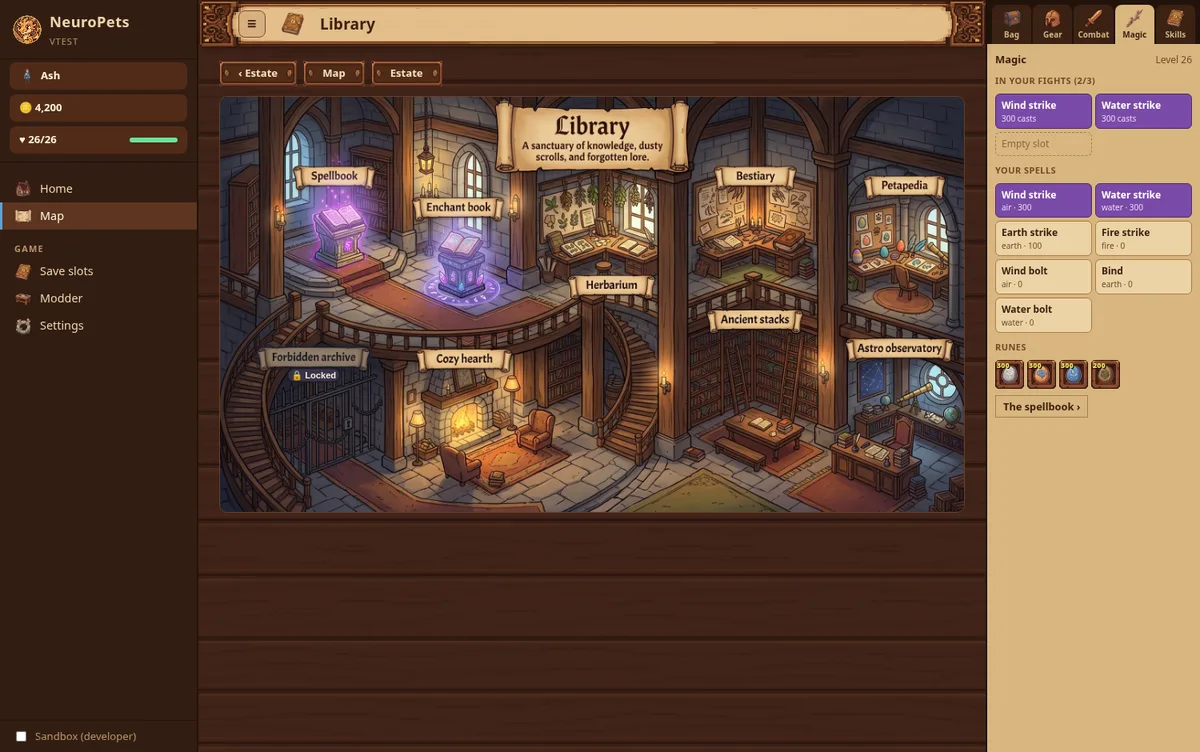 NeuroPets
VTEST
Ash
4,200
♥ 26/26
Home
Map
GAME
Save slots
Modder
Settings
Sandbox (developer)
≡
Library
‹ Estate
Map
Estate
Library
A sanctuary of knowledge, dusty
scrolls, and forgotten lore.
Spellbook
Enchant book
Bestiary
Petapedia
Herbarium
Ancient stacks
Astro observatory
Forbidden archive
🔒 Locked
Cozy hearth
Bag
Gear
Combat
Magic
Skills
Magic
Level 26
IN YOUR FIGHTS (2/3)
Wind strike
300 casts
Water strike
300 casts
Empty slot
YOUR SPELLS
Wind strike
air · 300
Water strike
water · 300
Earth strike
earth · 100
Fire strike
fire · 0
Wind bolt
air · 0
Bind
earth · 0
Water bolt
water · 0
RUNES
300
300
300
200
The spellbook ›